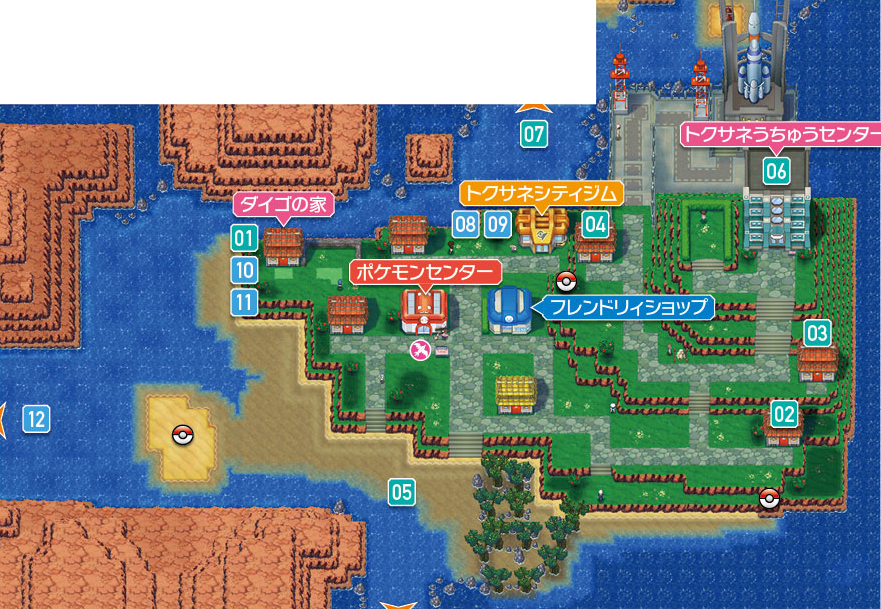 トクサネうちゅうセンター
06
07
トクサネシティジム
ダイゴの家
08
09
04
01
10
ポケモンセンター
11
フレンドリィショップ
03
12
02
05